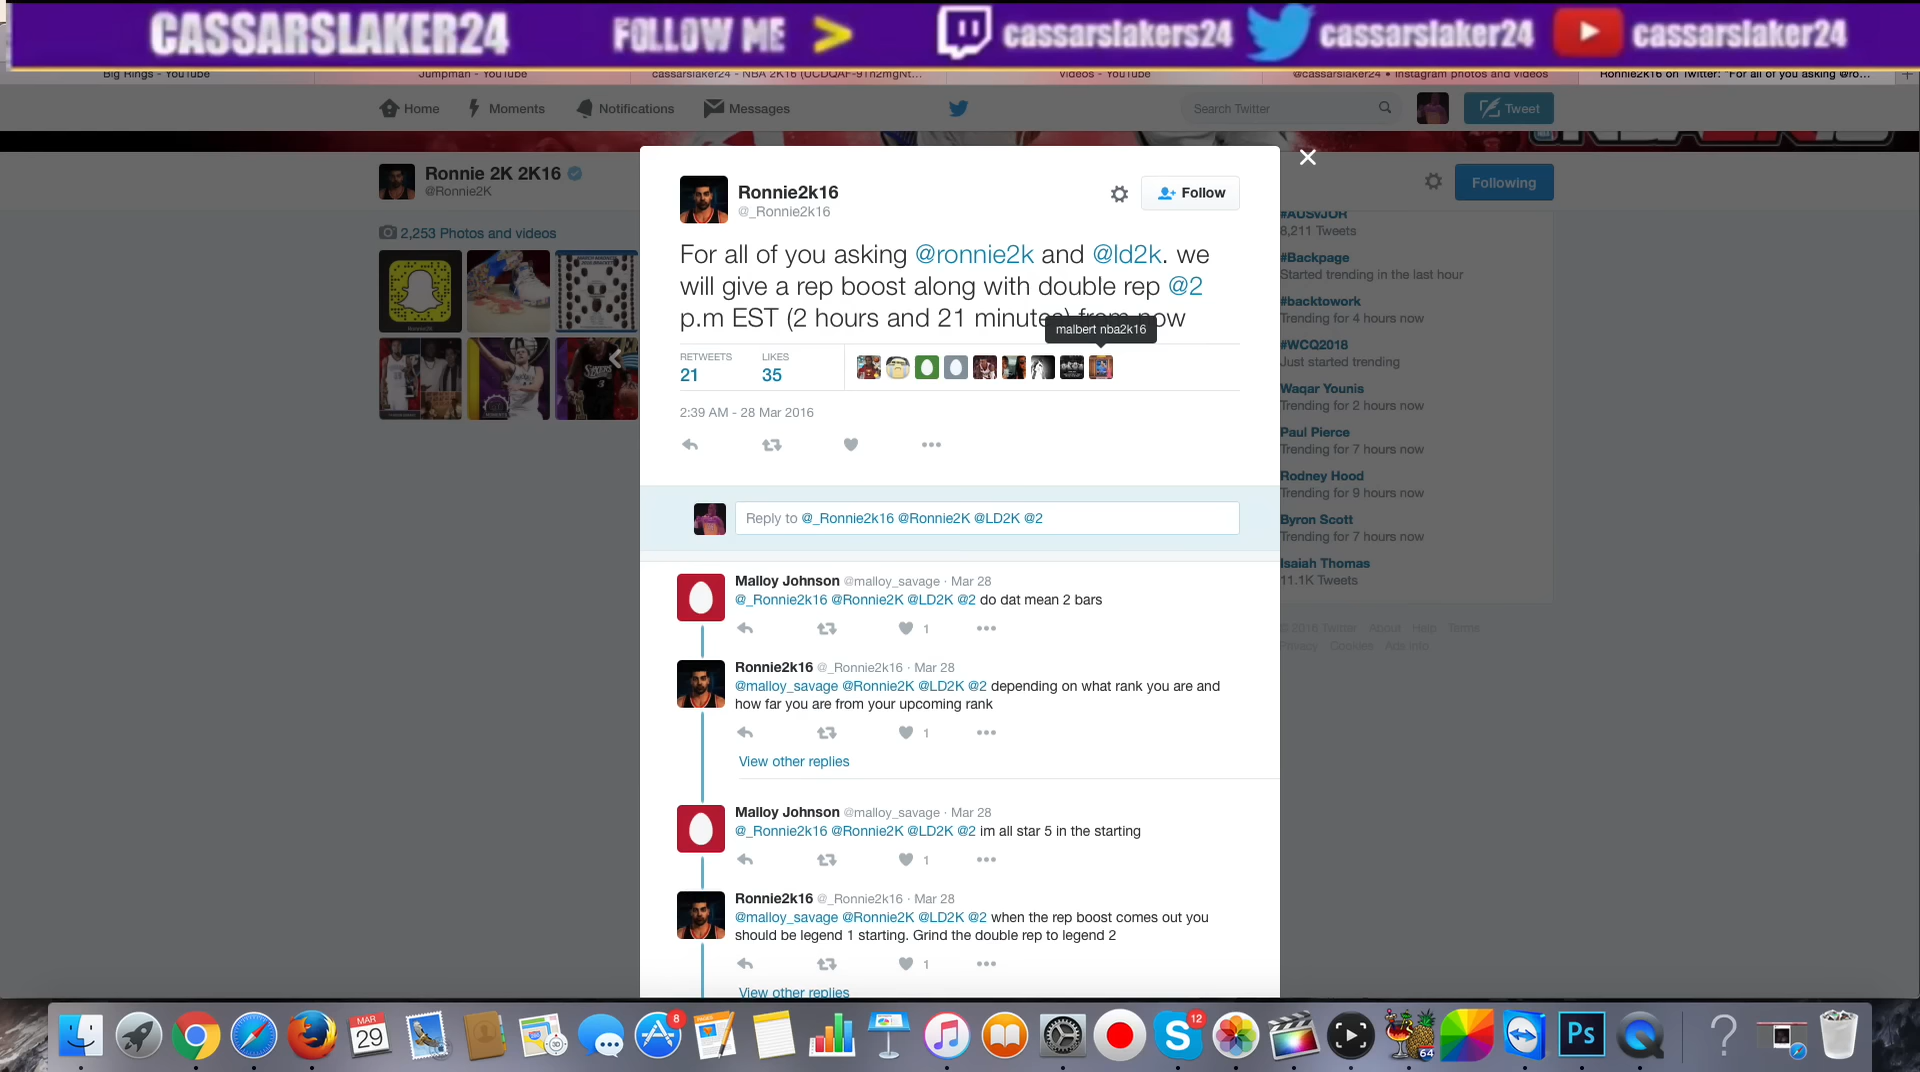 CASSARSLAKER24 FOLLOW ME > cassarslakers24 cassarslaker24 cassarslaker24
Big Rings - YouTube Jumpman - YouTube Videos - YouTube @cassarslaker24 • Instagram photos and videos Ronnie2K16 on Twitter: "For all of you asking @ro...
Home Moments Notifications Messages Search Twitter Tweet
Ronnie 2K 2K16
@Ronnie2K
Following
2,253 Photos and videos
Ronnie2k16
@_Ronnie2k16
Follow
For all of you asking @ronnie2k and @ld2k. we
will give a rep boost along with double rep @2
p.m EST (2 hours and 21 minutes) from now
malbert nba2k16
RETWEETS LIKES
21 35
2:39 AM - 28 Mar 2016
Reply to @_Ronnie2k16 @Ronnie2K @LD2K @2
Malloy Johnson @malloy_savage · Mar 28
@_Ronnie2k16 @Ronnie2K @LD2K @2 do dat mean 2 bars
1
Ronnie2k16 @_Ronnie2k16 · Mar 28
@malloy_savage @Ronnie2K @LD2K @2 depending on what rank you are and
how far you are from your upcoming rank
1
View other replies
Malloy Johnson @malloy_savage · Mar 28
@_Ronnie2k16 @Ronnie2K @LD2K @2 im all star 5 in the starting
1
Ronnie2k16 @_Ronnie2k16 · Mar 28
@malloy_savage @Ronnie2K @LD2K @2 when the rep boost comes out you
should be legend 1 starting. Grind the double rep to legend 2
1
View other replies
#AUSvJOR
8,211 Tweets
#Backpage
Started trending in the last hour
#backtowork
Trending for 4 hours now
#WCQ2018
Just started trending
Waqar Younis
Trending for 2 hours now
Paul Pierce
Trending for 7 hours now
Rodney Hood
Trending for 9 hours now
Byron Scott
Trending for 7 hours now
Isaiah Thomas
11.1K Tweets
© 2016 Twitter About Help Terms
Privacy Cookies Ads info
MAR
29
3D
8
12
64
Ps
?